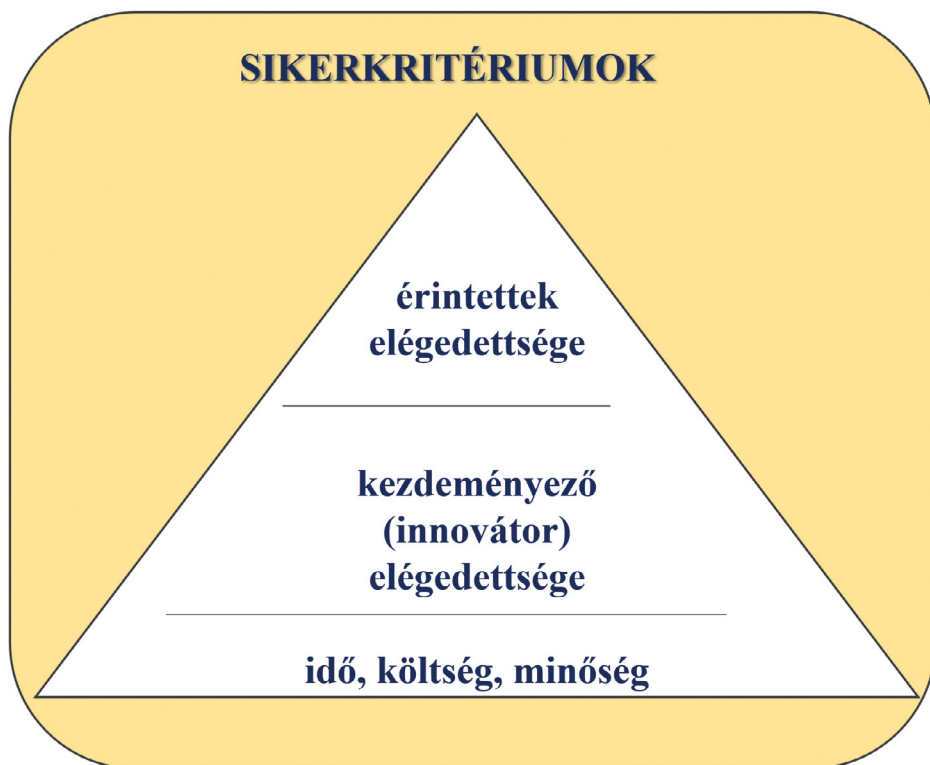 SIKERKRITÉRIUMOK
érintettek
elégedettsége
kezdeményező
(innovátor)
elégedettsége
idő, költség, minőség